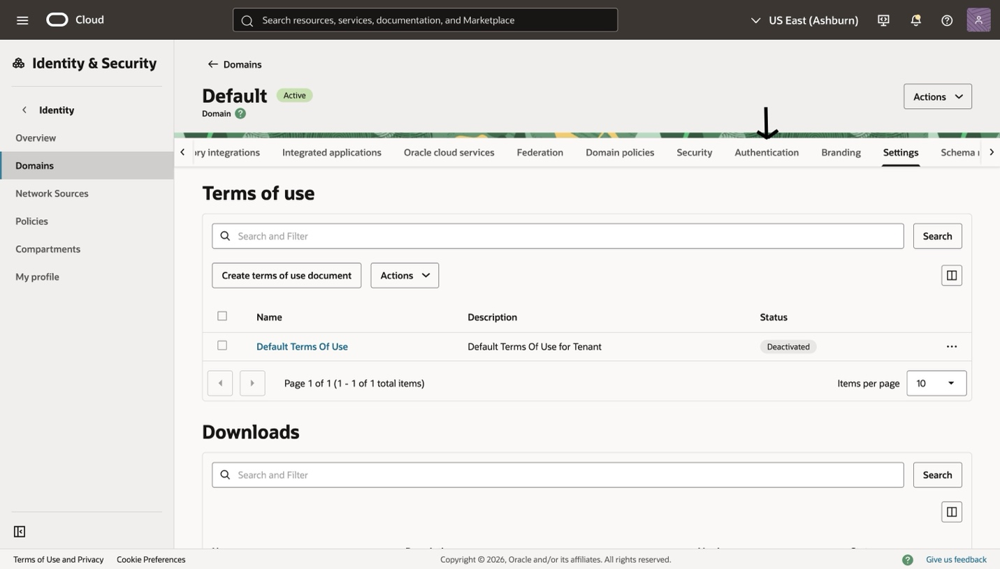 Cloud
Search resources, services, documentation, and Marketplace
US East (Ashburn)
Identity & Security
Identity
Overview
Domains
Network Sources
Policies
Compartments
My profile
Domains
Default
Active
Domain
?
Actions
ory integrations
Integrated applications
Oracle cloud services
Federation
Domain policies
Security
Authentication
Branding
Settings
Schema
Terms of use
Search and Filter
Search
Create terms of use document
Actions
Name Description Status
Default Terms Of Use Default Terms Of Use for Tenant Deactivated
Page 1 of 1 (1 - 1 of 1 total items)
Items per page 10
Downloads
Search and Filter
Search
Terms of Use and Privacy
Cookie Preferences
Copyright © 2026, Oracle and/or its affiliates. All rights reserved.
?
Give us feedback